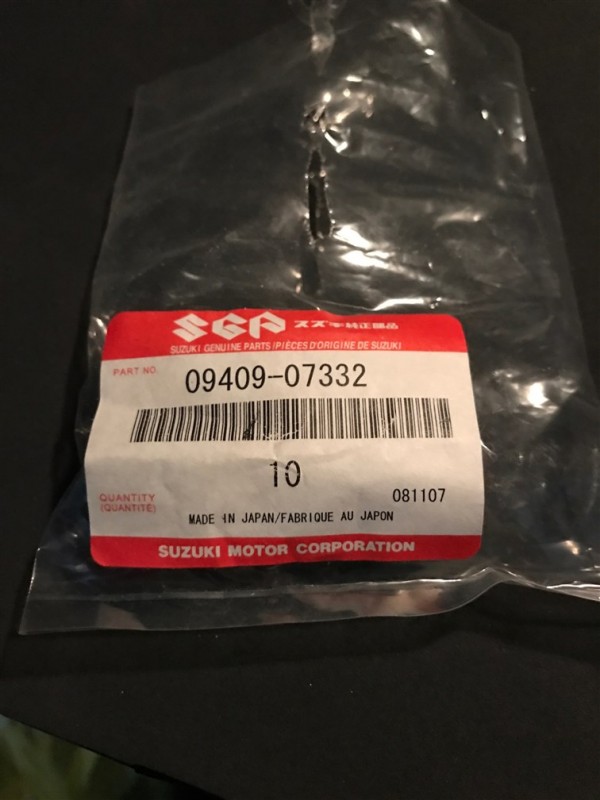 SGP スズキ純正部品
SUZUKI GENUINE PARTS/PIÈCES D'ORIGINE DE SUZUKI
PART NO.
09409-07332
10
QUANTITY
(QUANTITÉ)
081107
MADE IN JAPAN/FABRIQUE AU JAPON
SUZUKI MOTOR CORPORATION